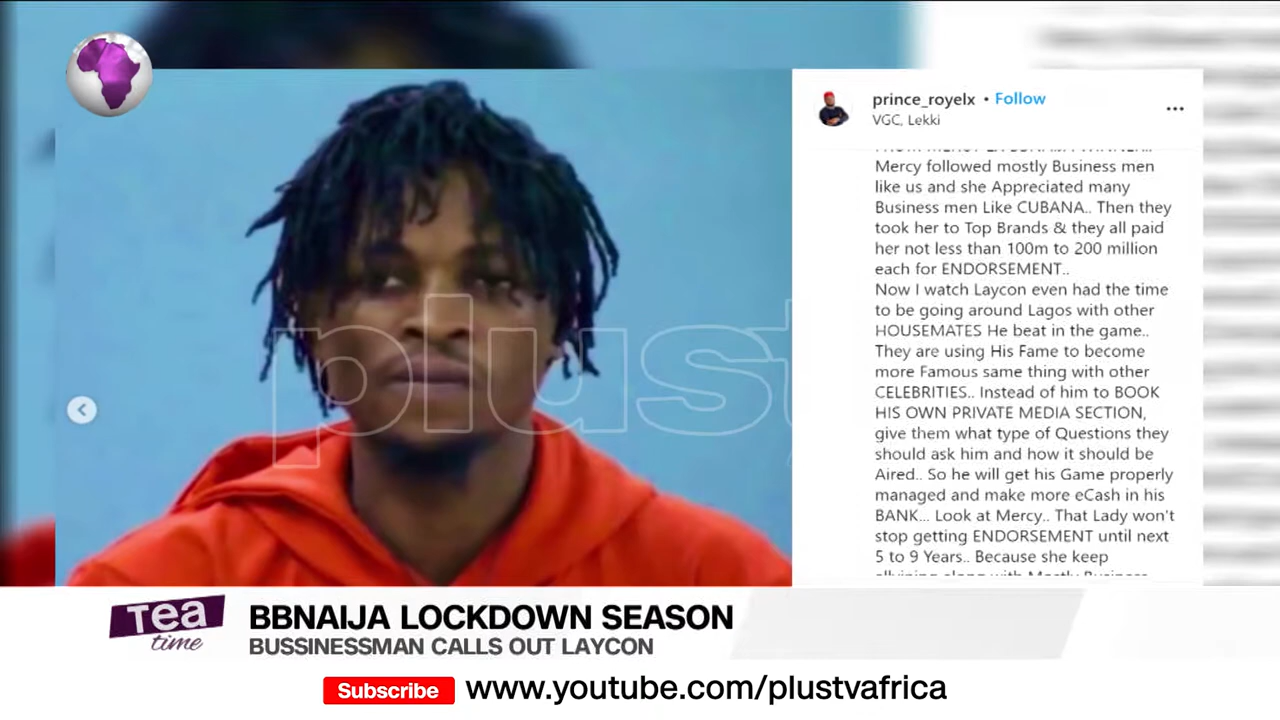 prince_royelx • Follow
VGC, Lekki
Mercy followed mostly Business men
like us and she Appreciated many
Business men Like CUBANA.. Then they
took her to Top Brands & they all paid
her not less than 100m to 200 million
each for ENDORSEMENT..
Now I watch Laycon even had the time
to be going around Lagos with other
HOUSEMATES He beat in the game..
They are using His Fame to become
more Famous same thing with other
CELEBRITIES.. Instead of him to BOOK
HIS OWN PRIVATE MEDIA SECTION,
give them what type of Questions they
should ask him and how it should be
Aired.. So he will get his Game properly
managed and make more eCash in his
BANK... Look at Mercy.. That Lady won't
stop getting ENDORSEMENT until next
5 to 9 Years.. Because she keep
plust
Tea
time
BBNAIJA LOCKDOWN SEASON
BUSSINESSMAN CALLS OUT LAYCON
Subscribe www.youtube.com/plustvafrica